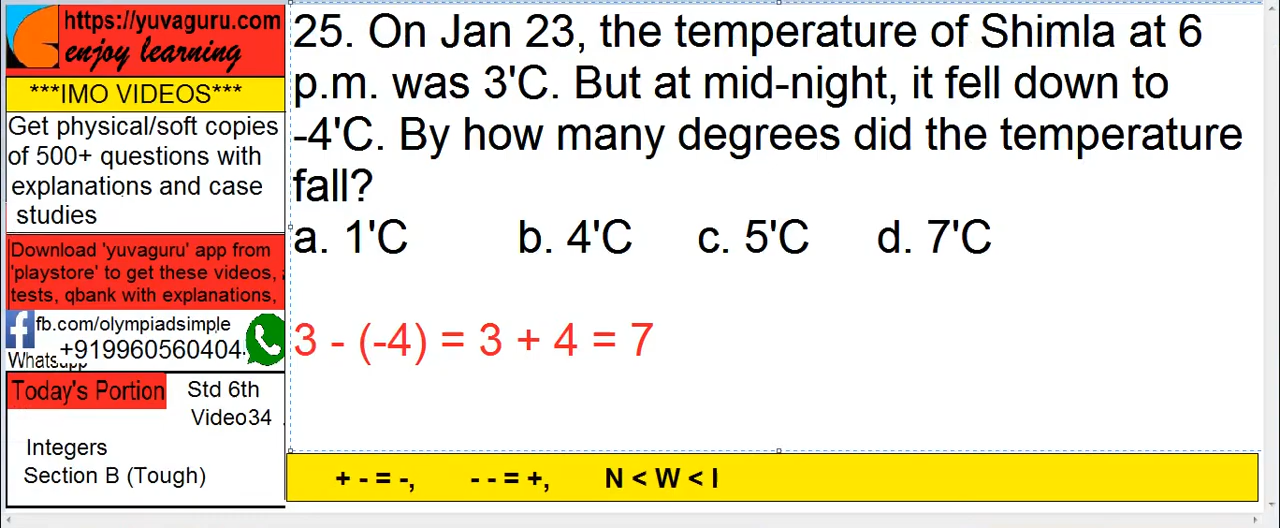 https://yuvaguru.com
enjoy learning
***IMO VIDEOS***
Get physical/soft copies
of 500+ questions with
explanations and case
studies
Download 'yuvaguru' app from
'playstore' to get these videos,
tests, qbank with explanations,
fb.com/olympiadsimple
+919960560404
Whatsupp
Today's Portion
Std 6th
Video34
Integers
Section B (Tough)
25. On Jan 23, the temperature of Shimla at 6
p.m. was 3'C. But at mid-night, it fell down to
-4'C. By how many degrees did the temperature
fall?
a. 1'C b. 4'C c. 5'C d. 7'C
3 - (-4) = 3 + 4 = 7
+ - = -, - - = +, N < W < I